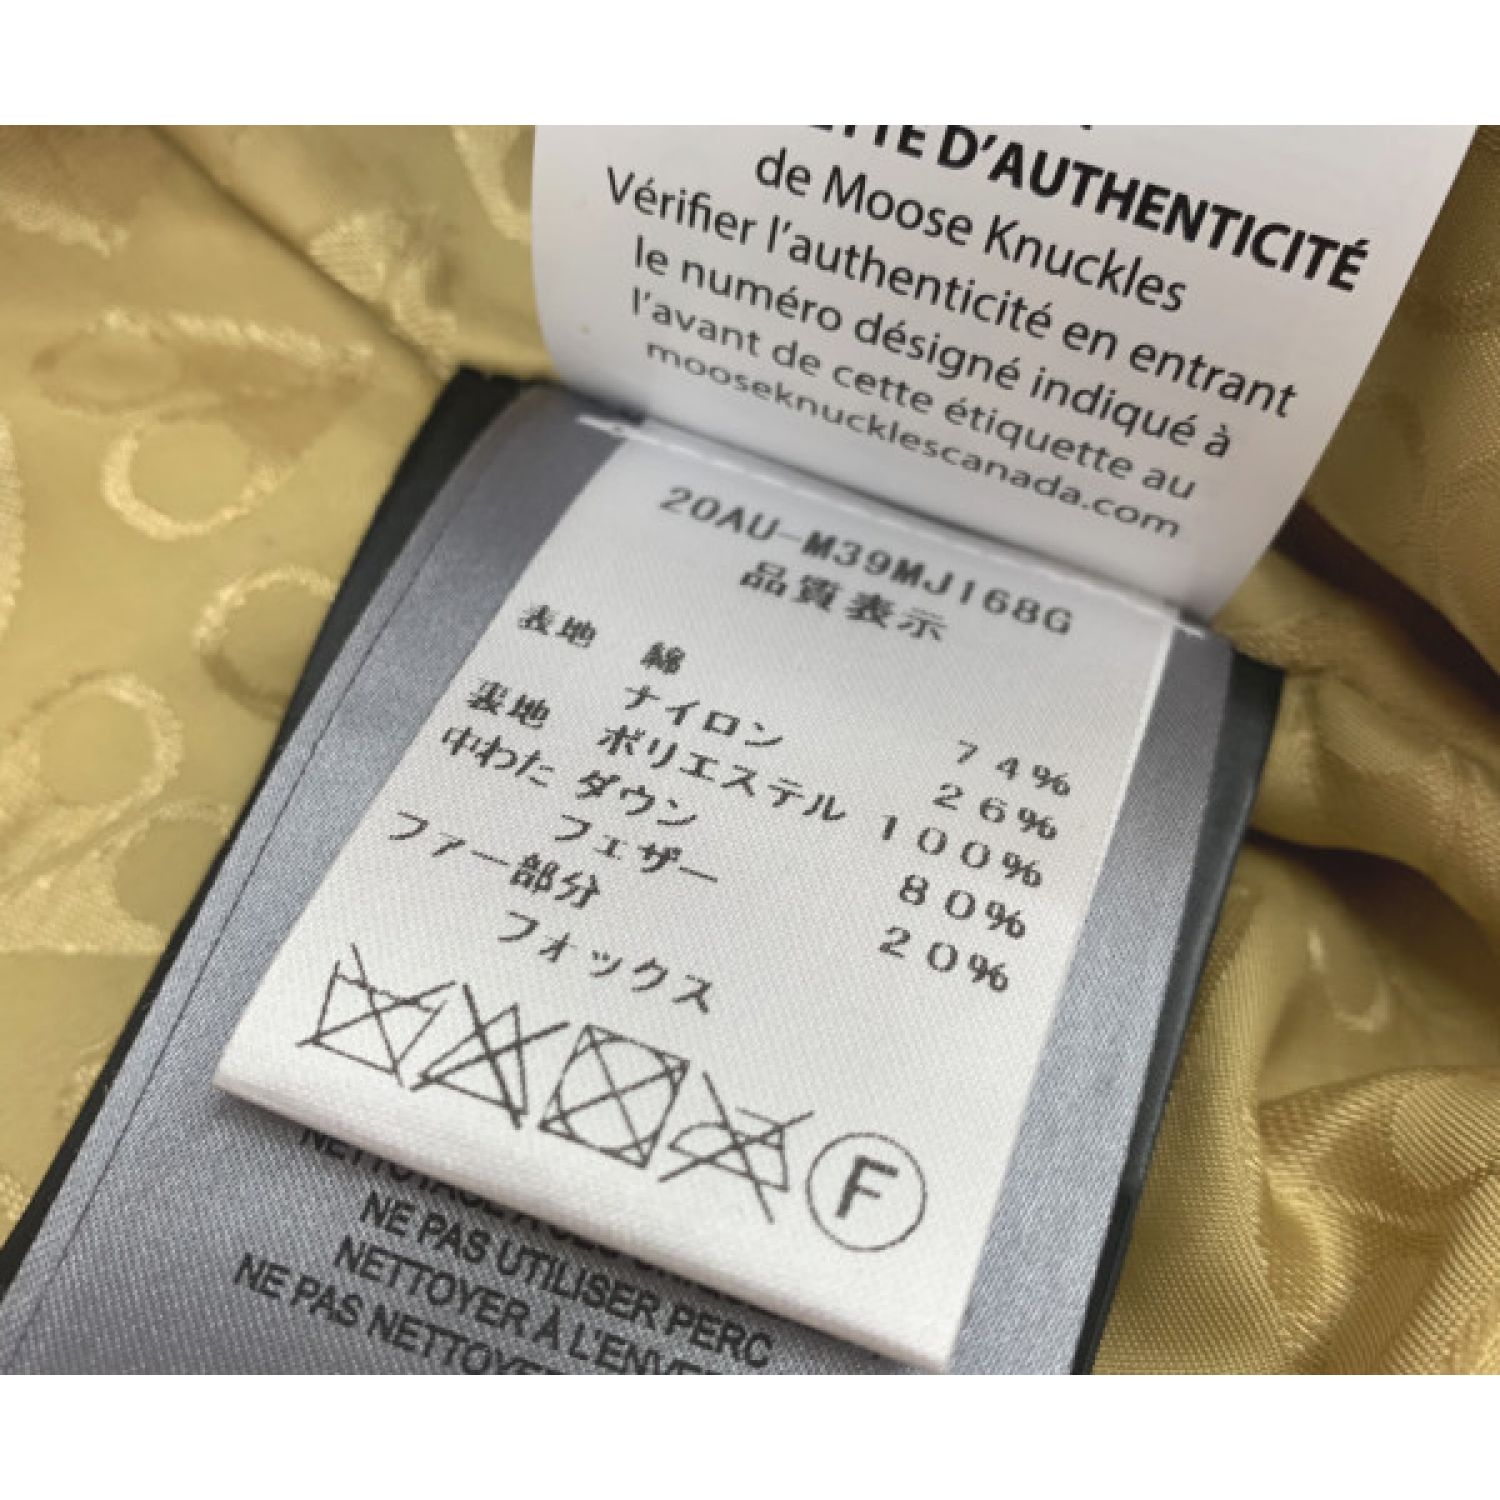 D'AUTHENTICITÉ
de Moose Knuckles
Vérifier l'authenticité en entrant
le numéro désigné indiqué à
l'avant de cette étiquette au
mooseknucklescanada.com
20AU-M39MJ168G
品質表示
表地 綿 74%
ナイロン 26%
裏地 ポリエステル 100%
中わた ダウン 80%
フェザー 20%
ファー部分
フォックス
F
NE PAS UTILISER PERC
NETTOYER À L'ENVE
NE PAS NETTOYER